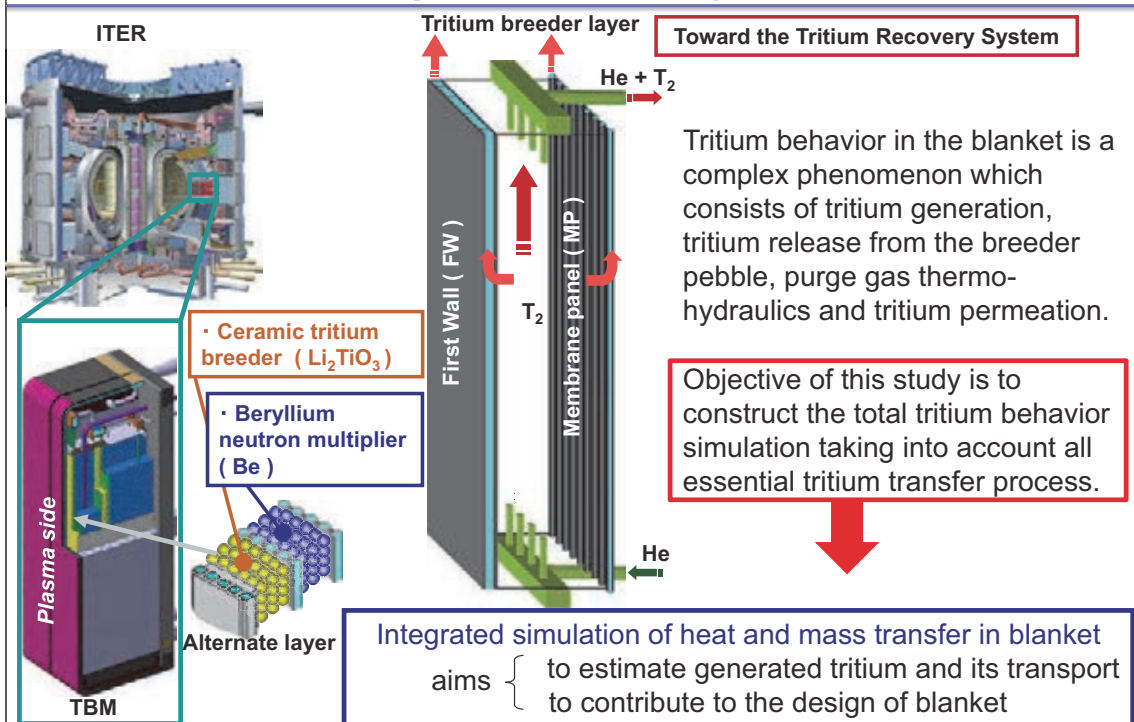 ITER
Tritium breeder layer
Toward the Tritium Recovery System
He + T₂
Tritium behavior in the blanket is a
complex phenomenon which
consists of tritium generation,
tritium release from the breeder
pebble, purge gas thermo-
hydraulics and tritium permeation.
First Wall ( FW )
T₂
Membrane panel ( MP )
· Ceramic tritium
breeder ( Li₂TiO₃ )
· Beryllium
neutron multiplier
( Be )
Objective of this study is to
construct the total tritium behavior
simulation taking into account all
essential tritium transfer process.
Plasma side
He
Alternate layer
TBM
Integrated simulation of heat and mass transfer in blanket
aims
to estimate generated tritium and its transport
to contribute to the design of blanket